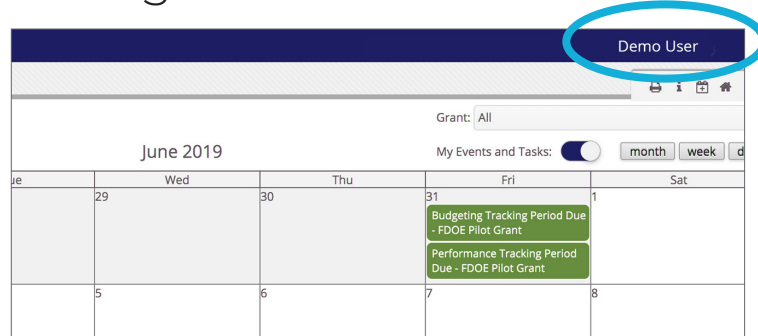 Demo User
Grant: All
June 2019
My Events and Tasks:
month week d
ue Wed Thu Fri Sat
29 30 31 1
Budgeting Tracking Period Due
- FDOE Pilot Grant
Performance Tracking Period
Due - FDOE Pilot Grant
5 6 7 8